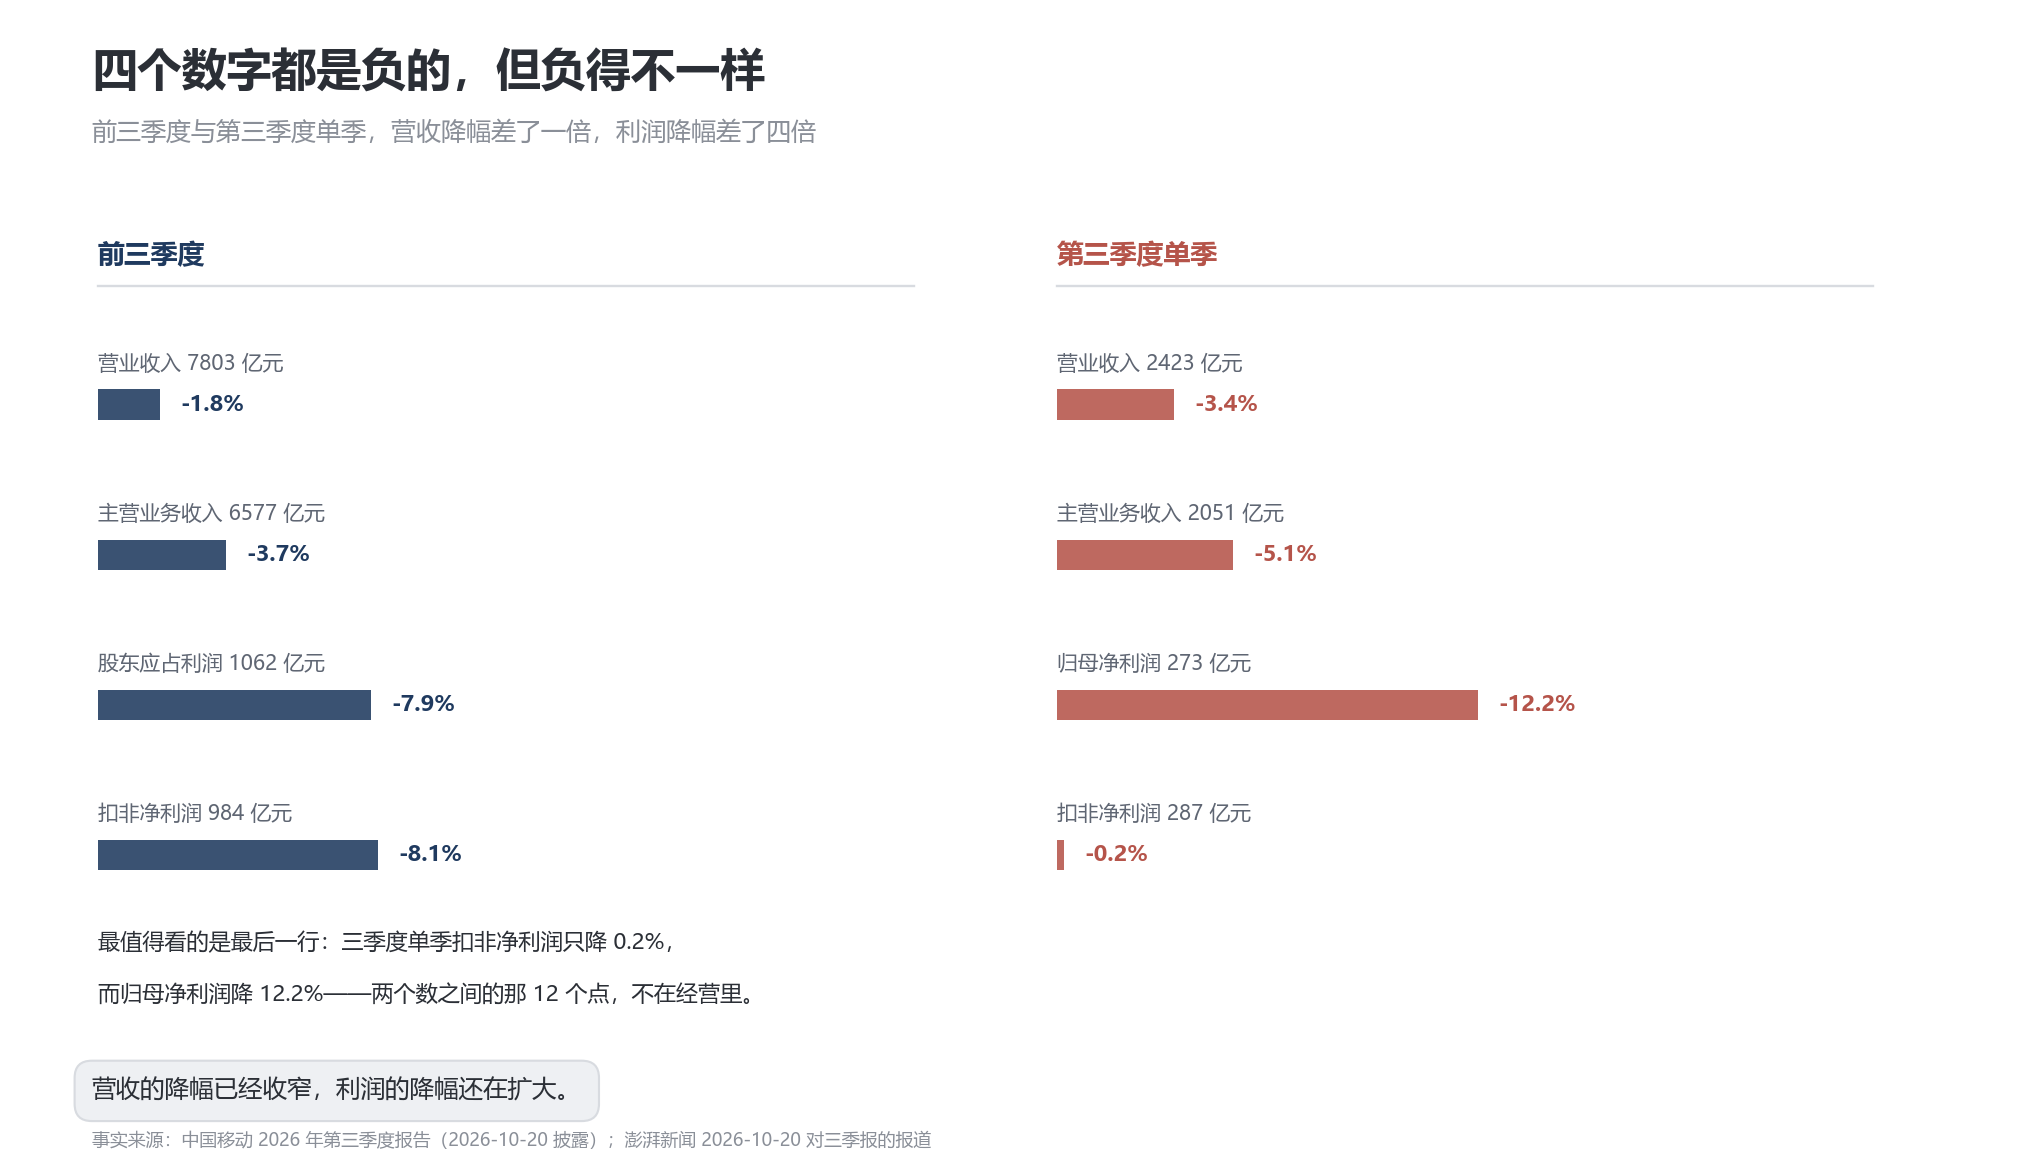 四个数字都是负的，但负得不一样
前三季度与第三季度单季，营收降幅差了一倍，利润降幅差了四倍
前三季度
营业收入 7803 亿元
-1.8%
主营业务收入 6577 亿元
-3.7%
股东应占利润 1062 亿元
-7.9%
扣非净利润 984 亿元
-8.1%
第三季度单季
营业收入 2423 亿元
-3.4%
主营业务收入 2051 亿元
-5.1%
归母净利润 273 亿元
-12.2%
扣非净利润 287 亿元
-0.2%
最值得看的是最后一行：三季度单季扣非净利润只降 0.2%，
而归母净利润降 12.2%——两个数之间的那 12 个点，不在经营里。
营收的降幅已经收窄，利润的降幅还在扩大。
事实来源：中国移动 2026 年第三季度报告（2026-10-20 披露）；澎湃新闻 2026-10-20 对三季报的报道